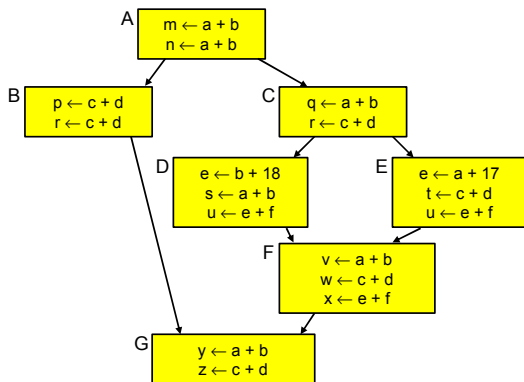 A
m ← a + b
n ← a + b
B
p ← c + d
r ← c + d
C
q ← a + b
r ← c + d
D
e ← b + 18
s ← a + b
u ← e + f
E
e ← a + 17
t ← c + d
u ← e + f
F
v ← a + b
w ← c + d
x ← e + f
G
y ← a + b
z ← c + d